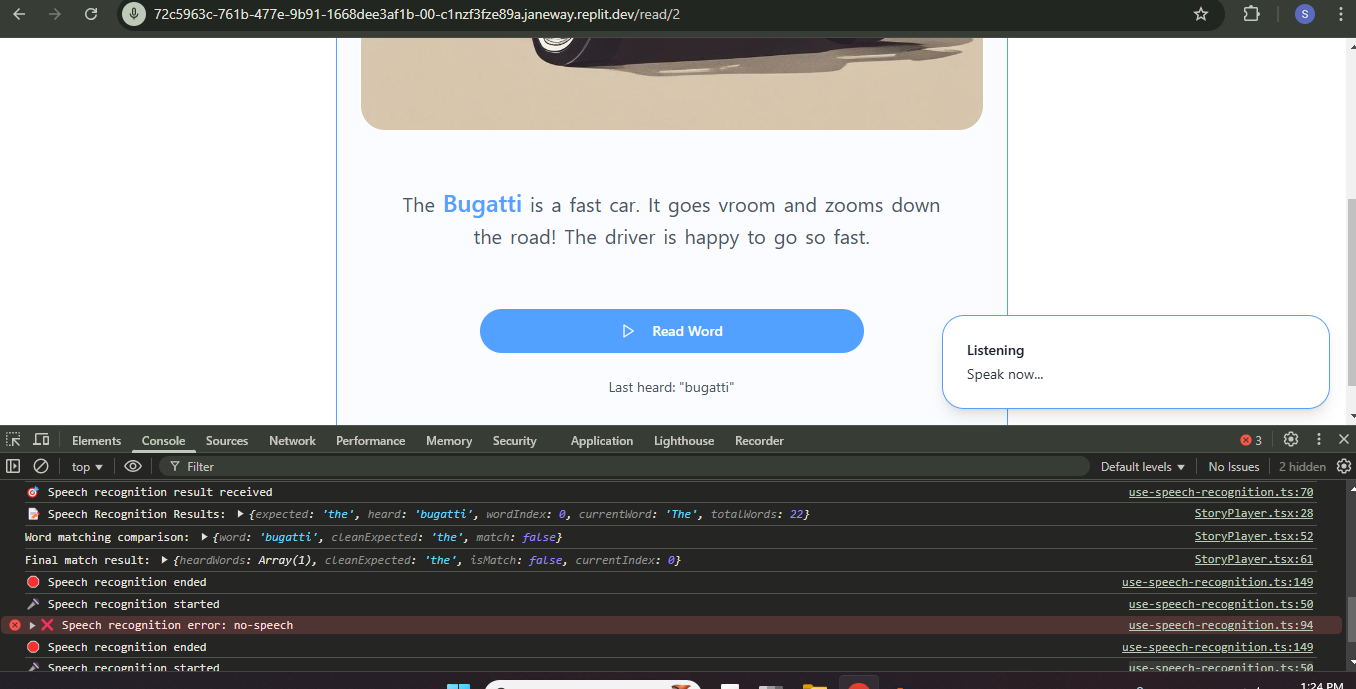 72c5963c-761b-477e-9b91-1668dee3af1b-00-c1nzf3fze89a.janeway.replit.dev/read/2
S
The Bugatti is a fast car. It goes vroom and zooms down
the road! The driver is happy to go so fast.
Read Word
Last heard: "bugatti"
Listening
Speak now...
Elements Console Sources Network Performance Memory Security Application Lighthouse Recorder 3
top Filter Default levels No Issues 2 hidden
Speech recognition result received use-speech-recognition.ts:70
Speech Recognition Results: {expected: 'the', heard: 'bugatti', wordIndex: 0, currentWord: 'The', totalWords: 22} StoryPlayer.tsx:28
Word matching comparison: {word: 'bugatti', cleanExpected: 'the', match: false} StoryPlayer.tsx:52
Final match result: {heardWords: Array(1), cleanExpected: 'the', isMatch: false, currentIndex: 0} StoryPlayer.tsx:61
Speech recognition ended use-speech-recognition.ts:149
Speech recognition started use-speech-recognition.ts:50
Speech recognition error: no-speech use-speech-recognition.ts:94
Speech recognition ended use-speech-recognition.ts:149
Speech recognition started use-speech-recognition.ts:50
1:24 PM